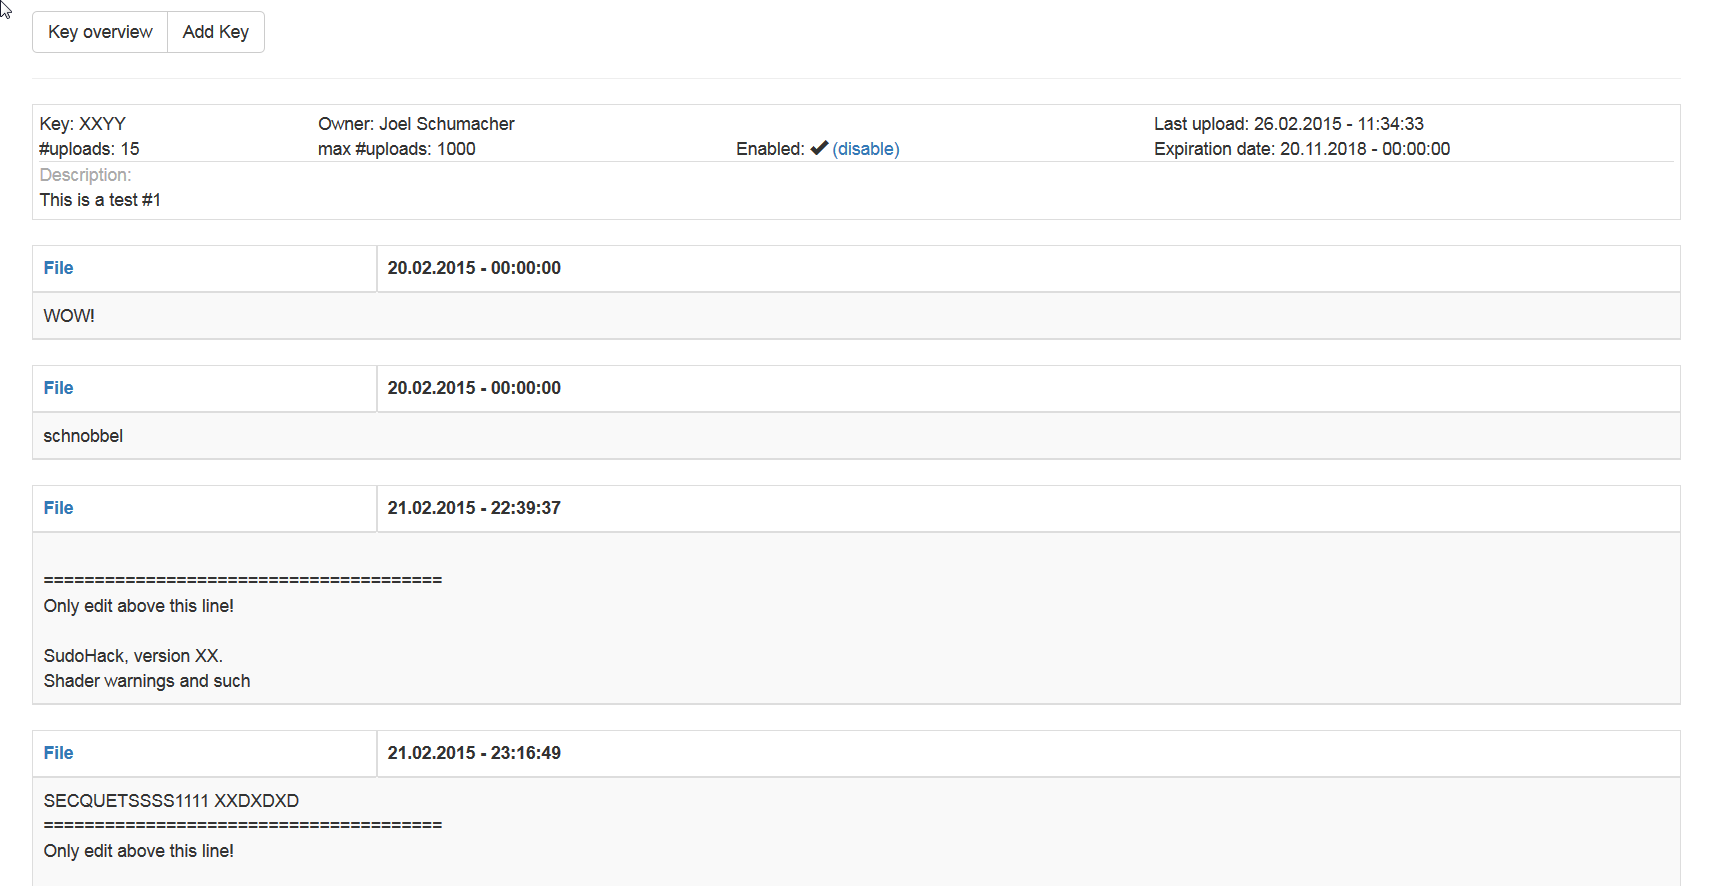 Key overview Add Key
Key: XXYY Owner: Joel Schumacher Last upload: 26.02.2015 - 11:34:33
#uploads: 15 max #uploads: 1000 Enabled: ✔ (disable) Expiration date: 20.11.2018 - 00:00:00
Description:
This is a test #1
File 20.02.2015 - 00:00:00
WOW!
File 20.02.2015 - 00:00:00
schnobbel
File 21.02.2015 - 22:39:37
=======================================
Only edit above this line!
SudoHack, version XX.
Shader warnings and such
File 21.02.2015 - 23:16:49
SECQUETSSSS1111 XXDXDXD
=======================================
Only edit above this line!